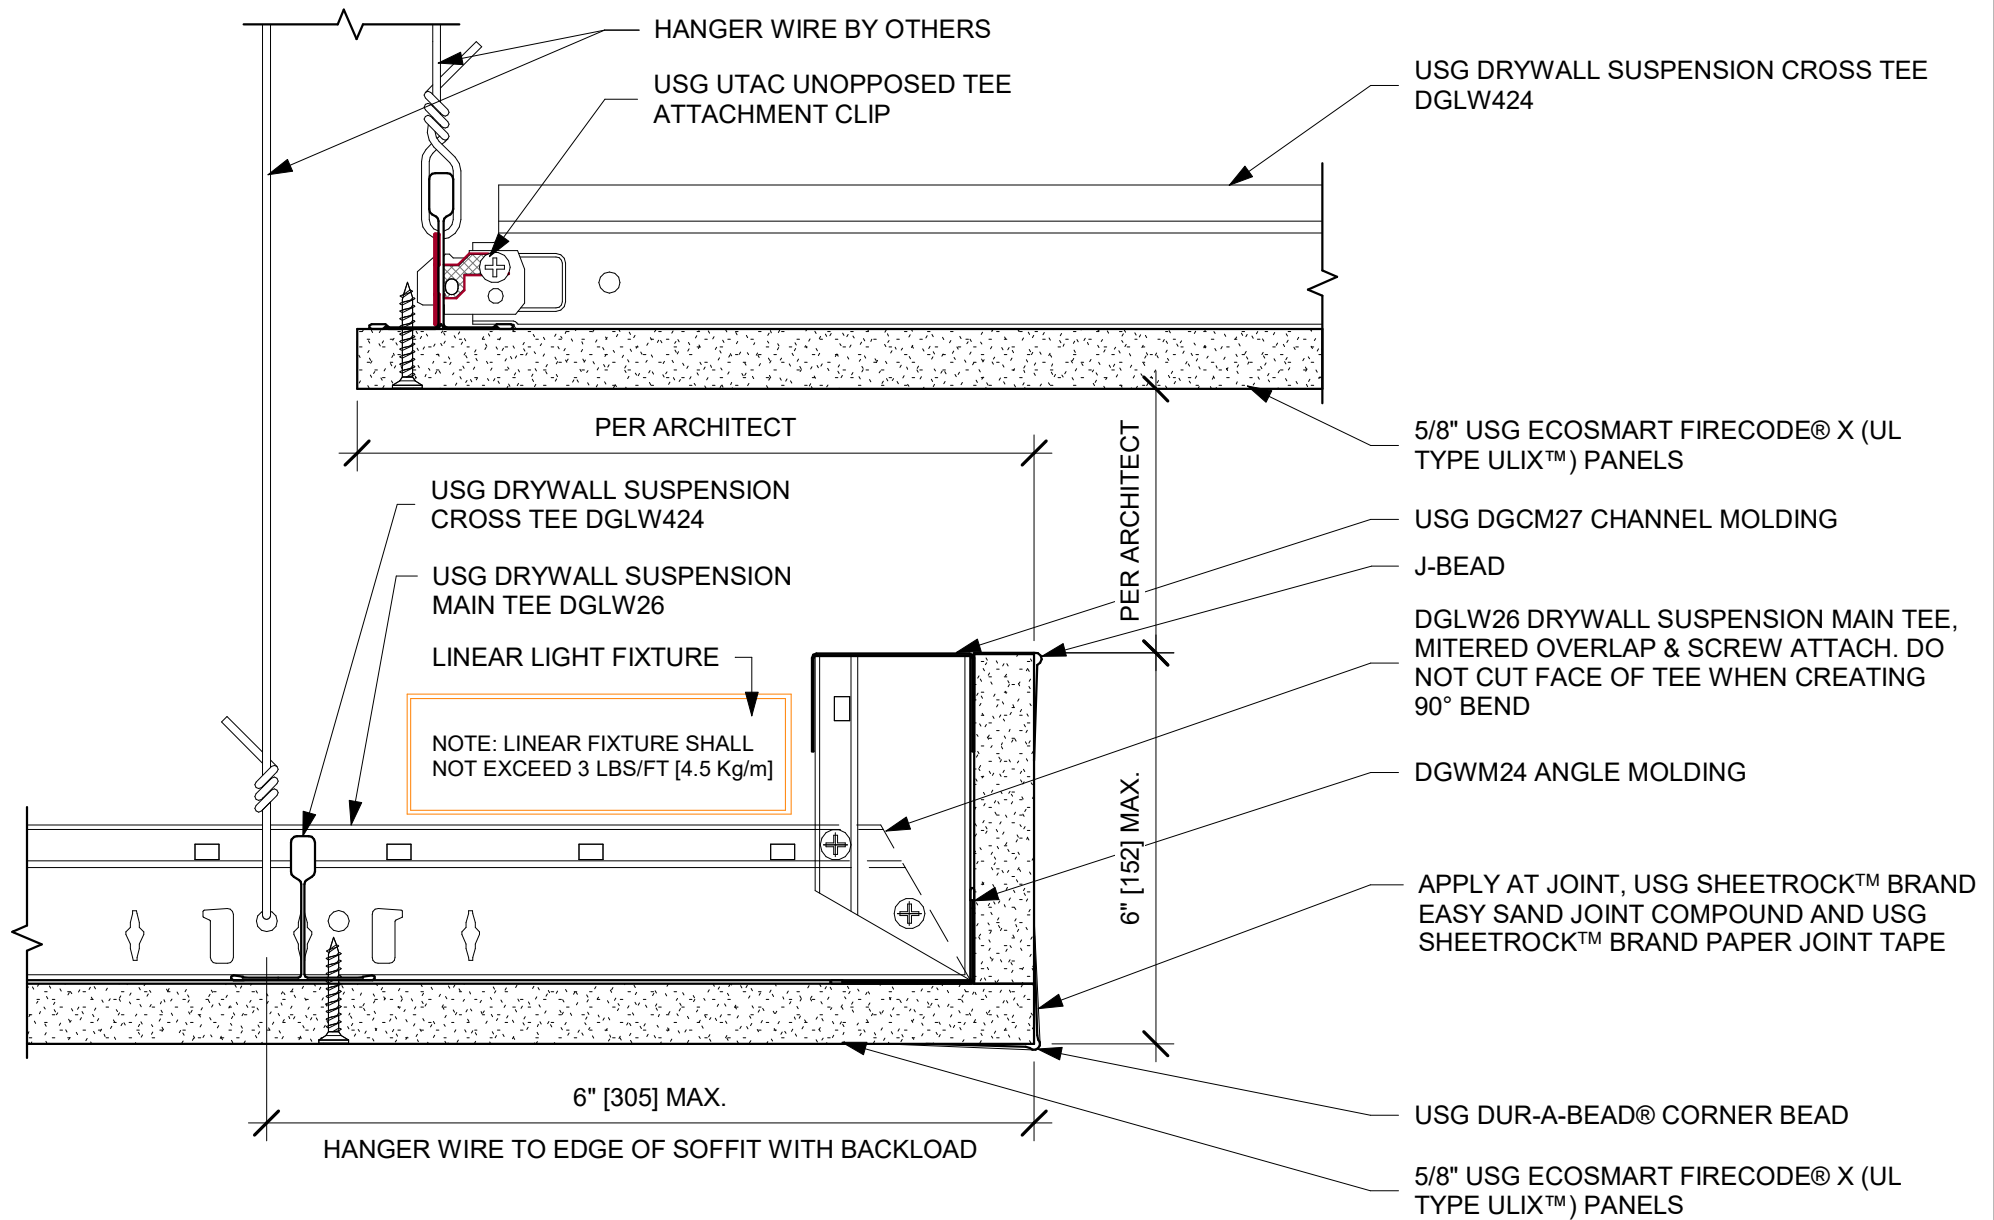 HANGER WIRE BY OTHERS
USG UTAC UNOPPOSED TEE
ATTACHMENT CLIP
USG DRYWALL SUSPENSION CROSS TEE
DGLW424
PER ARCHITECT
PER ARCHITECT
5/8" USG ECOSMART FIRECODE® X (UL
TYPE ULIX™) PANELS
USG DRYWALL SUSPENSION
CROSS TEE DGLW424
USG DGCM27 CHANNEL MOLDING
J-BEAD
USG DRYWALL SUSPENSION
MAIN TEE DGLW26
LINEAR LIGHT FIXTURE
DGLW26 DRYWALL SUSPENSION MAIN TEE,
MITERED OVERLAP & SCREW ATTACH. DO
NOT CUT FACE OF TEE WHEN CREATING
90° BEND
NOTE: LINEAR FIXTURE SHALL
NOT EXCEED 3 LBS/FT [4.5 Kg/m]
DGWM24 ANGLE MOLDING
6" [152] MAX.
APPLY AT JOINT, USG SHEETROCK™ BRAND
EASY SAND JOINT COMPOUND AND USG
SHEETROCK™ BRAND PAPER JOINT TAPE
6" [305] MAX.
HANGER WIRE TO EDGE OF SOFFIT WITH BACKLOAD
USG DUR-A-BEAD® CORNER BEAD
5/8" USG ECOSMART FIRECODE® X (UL
TYPE ULIX™) PANELS